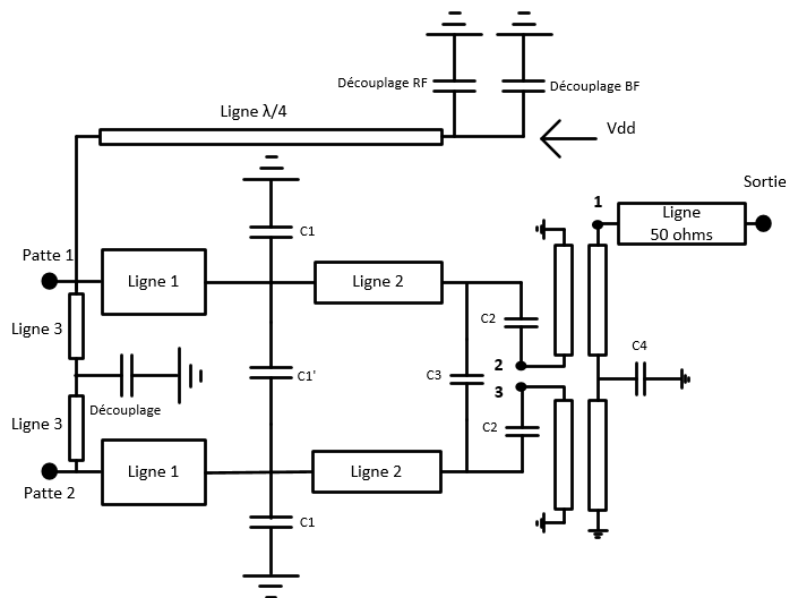 Découplage RF
Découplage BF
Ligne λ/4
Vdd
Sortie
C1
1
Ligne
50 ohms
Patte 1
Ligne 1
Ligne 2
C2
Ligne 3
C1'
C3
2
C4
3
Découplage
Ligne 3
C2
Ligne 1
Ligne 2
Patte 2
C1